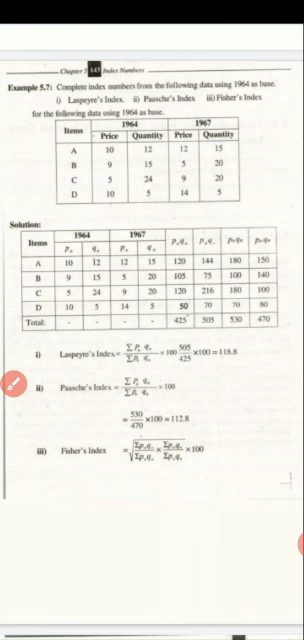 Chapter 5 143 Index Numbers
Example 5.7: Complete index numbers from the following data using 1964 as base.
i) Laspeyre's Index. ii) Paasche's Index iii) Fisher's Index
for the following data using 1964 as base.
Items 1964 1967
Price Quantity Price Quantity
A 10 12 12 15
B 9 15 5 20
C 5 24 9 20
D 10 5 14 5
Solution:
Items 1964 1967
A 10 12 12 15 120 144 180 150
B 9 15 5 20 105 75 100 140
C 5 24 9 20 120 216 180 100
D 10 5 14 5 50 70 70 80
Total: - - - - 425 505 530 470
i) Laspeyre's Index = ×100 505/425 ×100 = 118.8
ii) Paasche's Index = ×100
= 530/470 ×100 = 112.8
iii) Fisher's Index = ×100